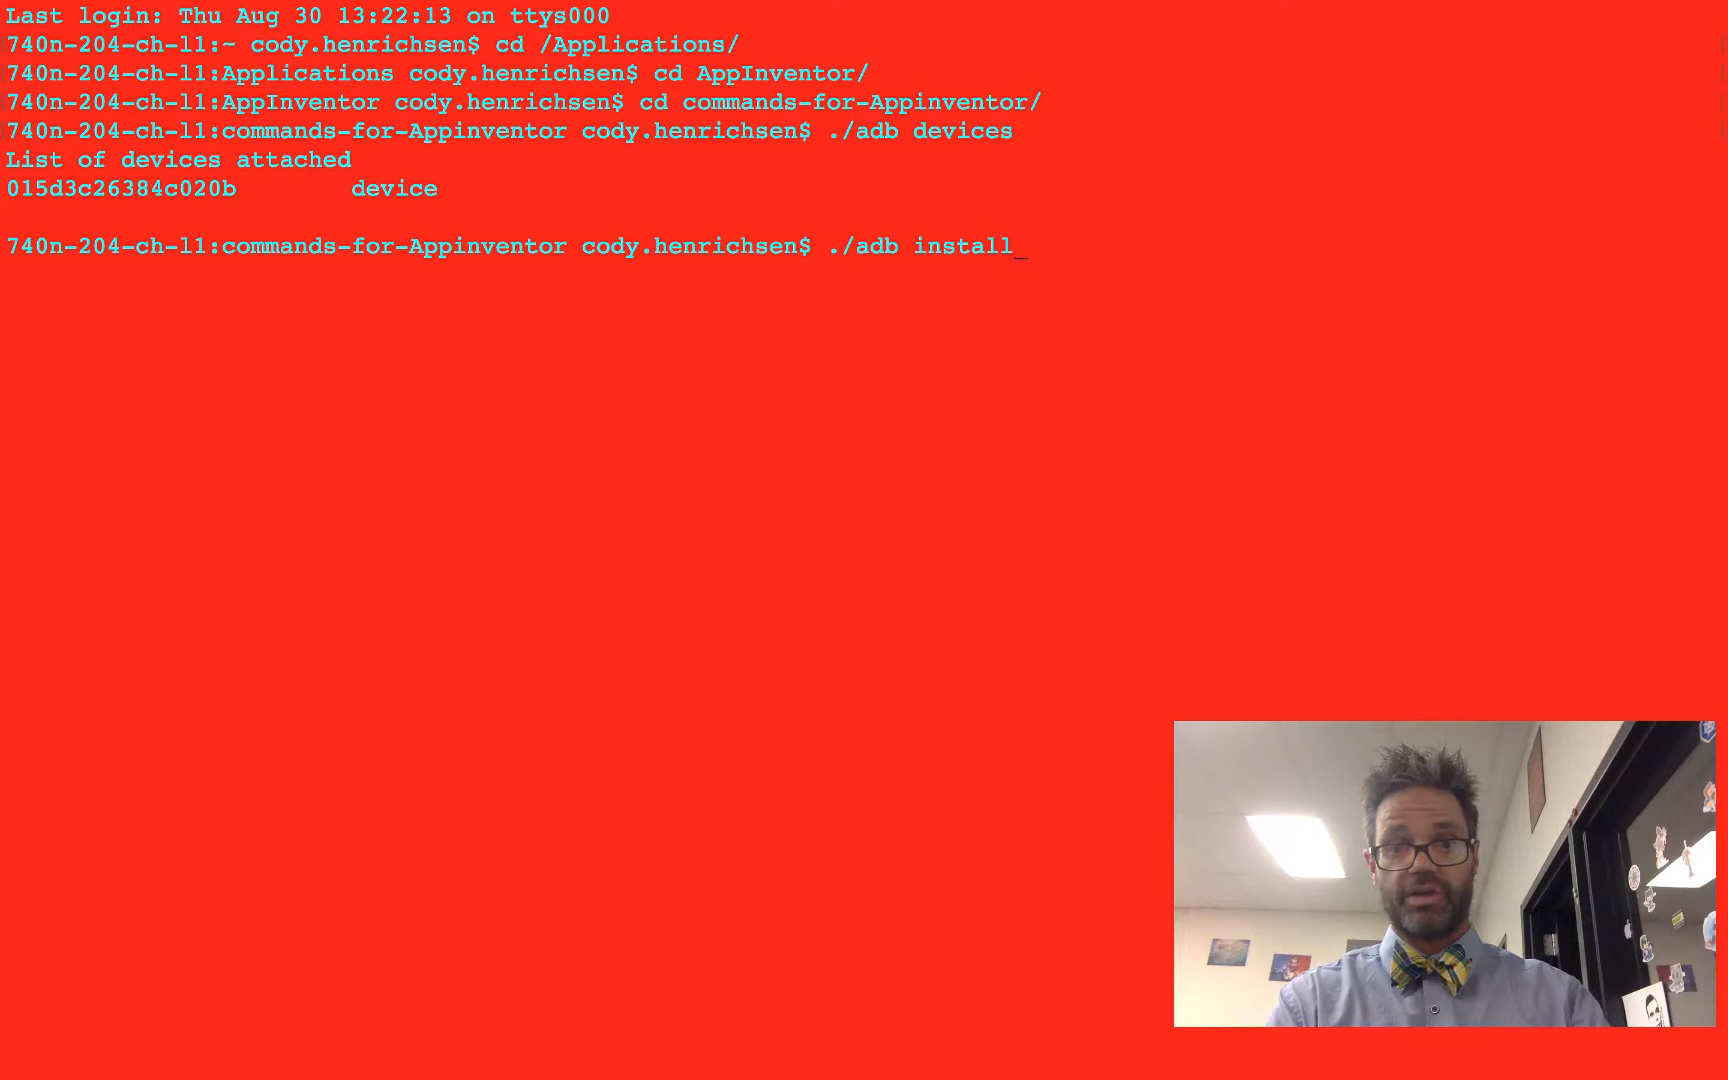 Last login: Thu Aug 30 13:22:13 on ttys000
740n-204-ch-l1:~ cody.henrichsen$ cd /Applications/
740n-204-ch-l1:Applications cody.henrichsen$ cd AppInventor/
740n-204-ch-l1:AppInventor cody.henrichsen$ cd commands-for-Appinventor/
740n-204-ch-l1:commands-for-Appinventor cody.henrichsen$ ./adb devices
List of devices attached
015d3c26384c020b device
740n-204-ch-l1:commands-for-Appinventor cody.henrichsen$ ./adb install_